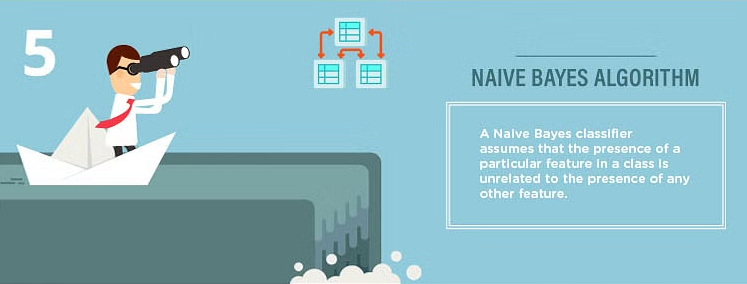 5
NAIVE BAYES ALGORITHM
A Naive Bayes classifier
assumes that the presence of a
particular feature in a class is
unrelated to the presence of any
other feature.